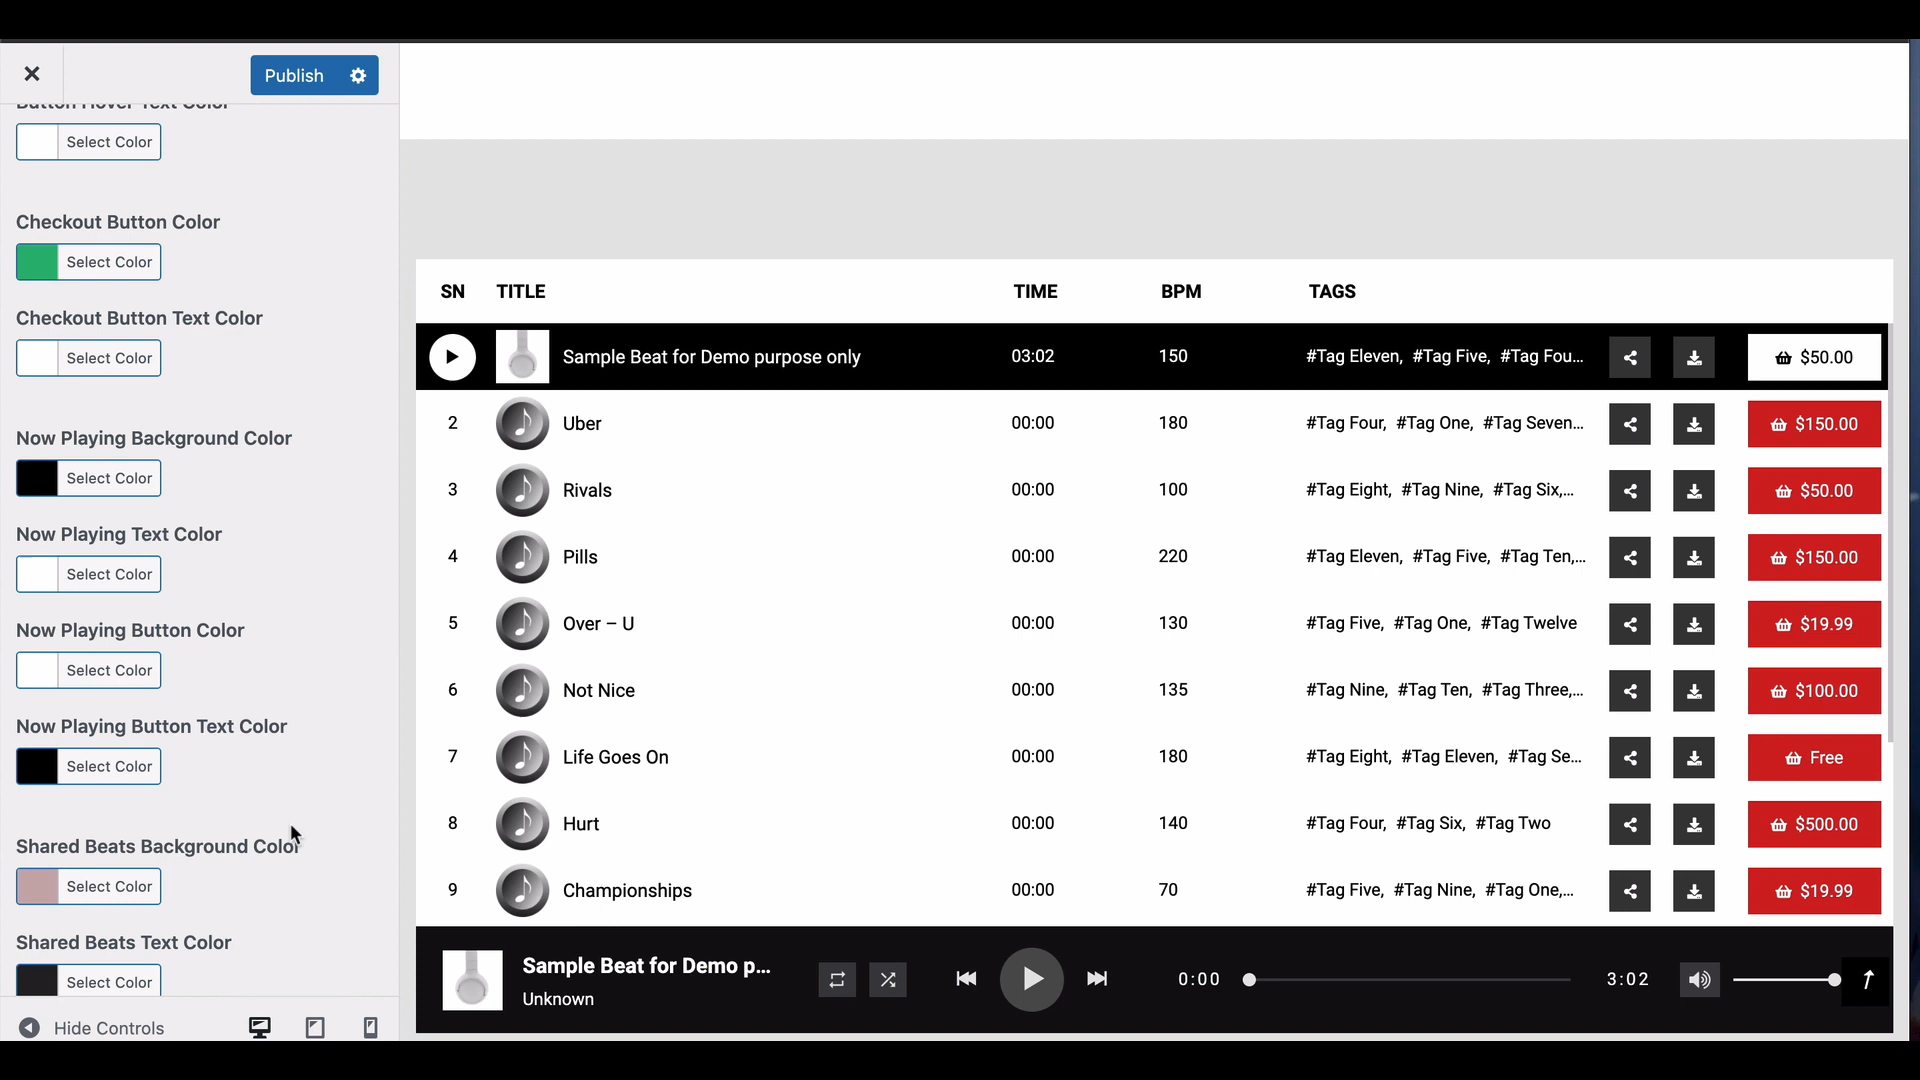 Publish
Button Hover Text Color
Select Color
Checkout Button Color
Select Color
Checkout Button Text Color
Select Color
Now Playing Background Color
Select Color
Now Playing Text Color
Select Color
Now Playing Button Color
Select Color
Now Playing Button Text Color
Select Color
Shared Beats Background Color
Select Color
Shared Beats Text Color
Select Color
Hide Controls
SN TITLE TIME BPM TAGS
Sample Beat for Demo purpose only 03:02 150 #Tag Eleven, #Tag Five, #Tag Fou... $50.00
2 Uber 00:00 180 #Tag Four, #Tag One, #Tag Seven... $150.00
3 Rivals 00:00 100 #Tag Eight, #Tag Nine, #Tag Six,... $50.00
4 Pills 00:00 220 #Tag Eleven, #Tag Five, #Tag Ten,... $150.00
5 Over – U 00:00 130 #Tag Five, #Tag One, #Tag Twelve $19.99
6 Not Nice 00:00 135 #Tag Nine, #Tag Ten, #Tag Three,... $100.00
7 Life Goes On 00:00 180 #Tag Eight, #Tag Eleven, #Tag Se... Free
8 Hurt 00:00 140 #Tag Four, #Tag Six, #Tag Two $500.00
9 Championships 00:00 70 #Tag Five, #Tag Nine, #Tag One,... $19.99
Sample Beat for Demo p... 0:00 3:02
Unknown